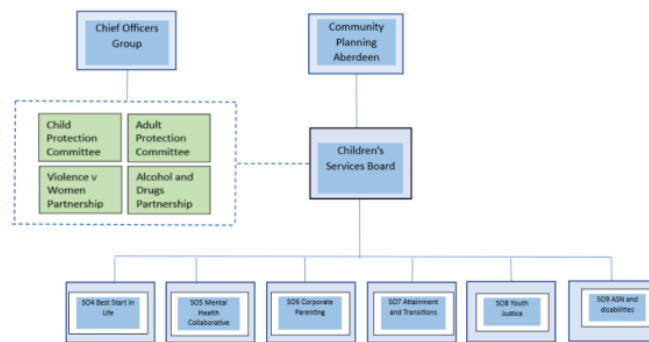 Chief Officers
Group
Community
Planning
Aberdeen
Child
Protection
Committee
Adult
Protection
Committee
Violence v
Women
Partnership
Alcohol and
Drugs
Partnership
Children's
Services Board
SO4 Best Start in
Life
SO5 Mental
Health
Collaborative
SO6 Corporate
Parenting
SO7 Attainment
and Transitions
SO8 Youth
Justice
SO9 ASN and
disabilities